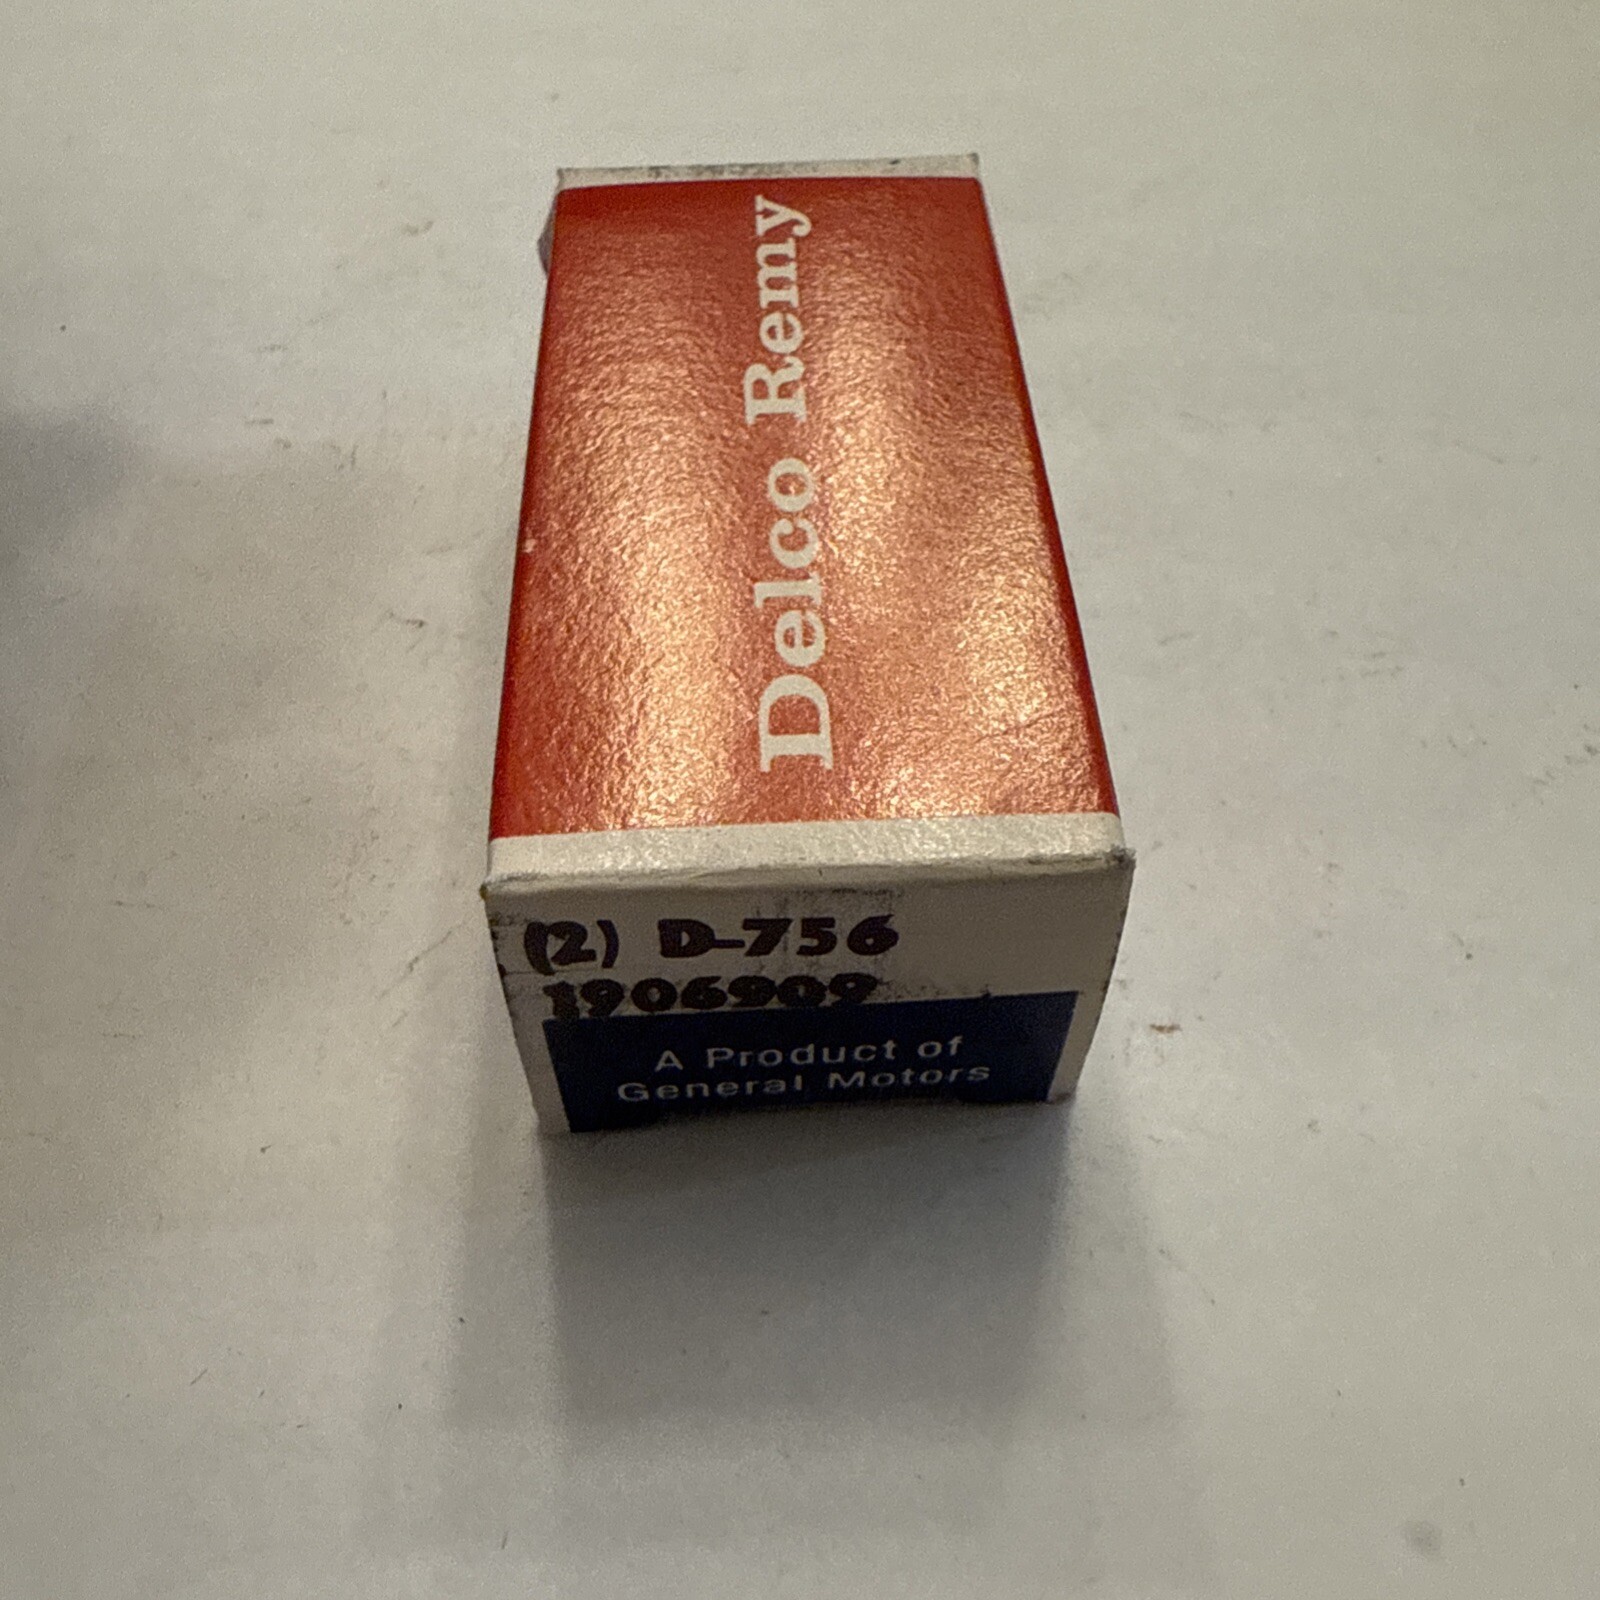 Delco Remy
(2) D-756
1906909
A Product of
General Motors